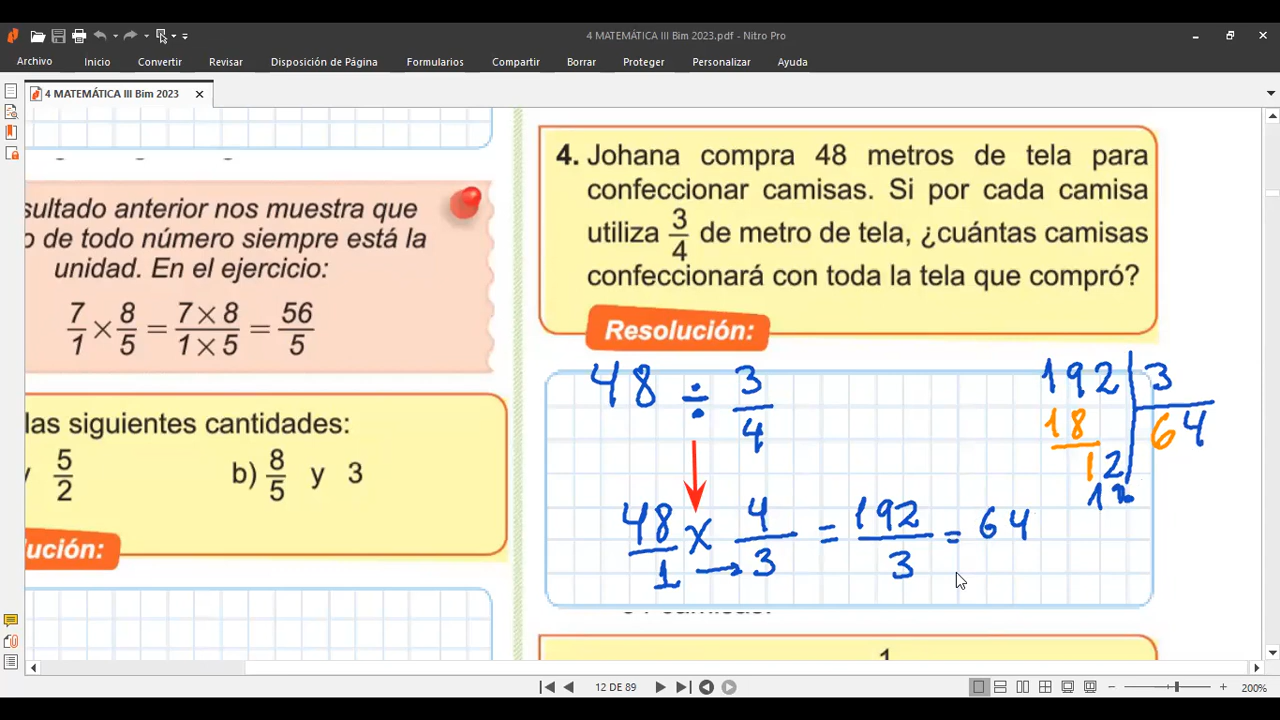 4 MATEMÁTICA III Bim 2023.pdf - Nitro Pro
Archivo Inicio Convertir Revisar Disposición de Página Formularios Compartir Borrar Proteger Personalizar Ayuda
4 MATEMÁTICA III Bim 2023
sultado anterior nos muestra que
o de todo número siempre está la
unidad. En el ejercicio:
7/1 × 8/5 = 7 × 8/1 × 5 = 56/5
las siguientes cantidades:
y 5/2 b) 8/5 y 3
lución:
4. Johana compra 48 metros de tela para
confeccionar camisas. Si por cada camisa
utiliza 3/4 de metro de tela, ¿cuántas camisas
confeccionará con toda la tela que compró?
Resolución:
48 ÷ 3/4
48/1 × 4/3 = 192/3 = 64
192 3
18 64
12
12
1
12 DE 89
200%